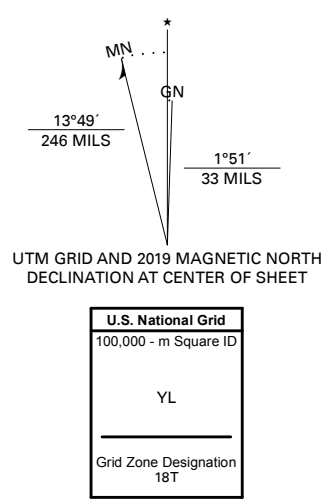 ★
MN
GN
13°49´
246 MILS
1°51´
33 MILS
UTM GRID AND 2019 MAGNETIC NORTH
DECLINATION AT CENTER OF SHEET
U.S. National Grid
100,000 - m Square ID
YL
Grid Zone Designation
18T